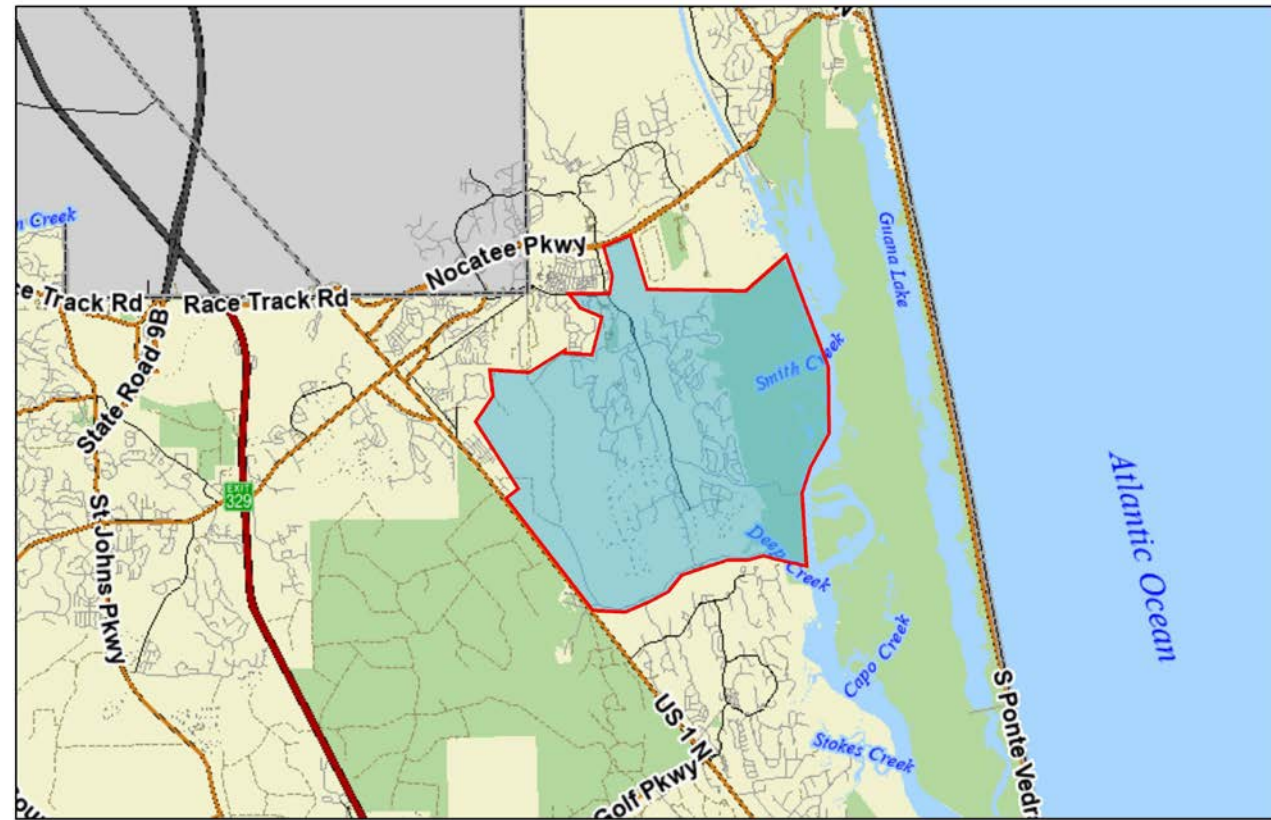 n Creek
Guana Lake
Nocatee Pkwy
ce Track Rd
Race Track Rd
State Road 9B
Smith Creek
EXIT
329
Atlantic Ocean
St Johns Pkwy
Deep Creek
Capo Creek
S Ponte Vedr
US 1 N
Stokes Creek
Golf Pkwy